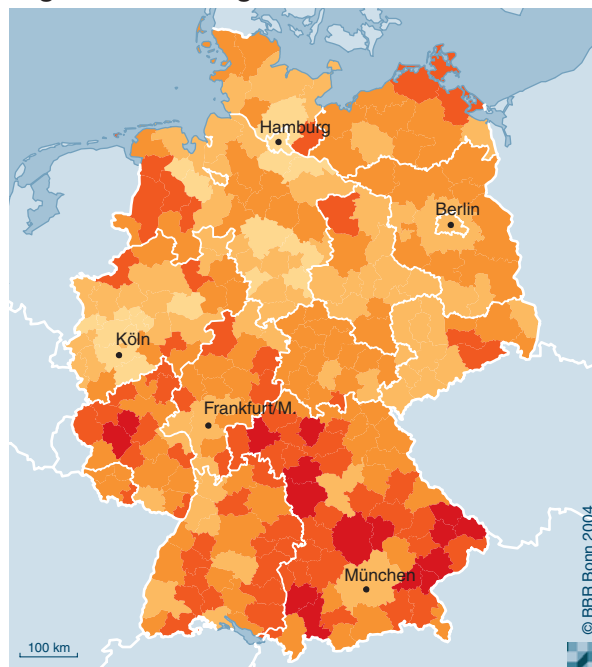 Hamburg
Berlin
Köln
Frankfurt/M.
München
100 km
© BBR Bonn 2004